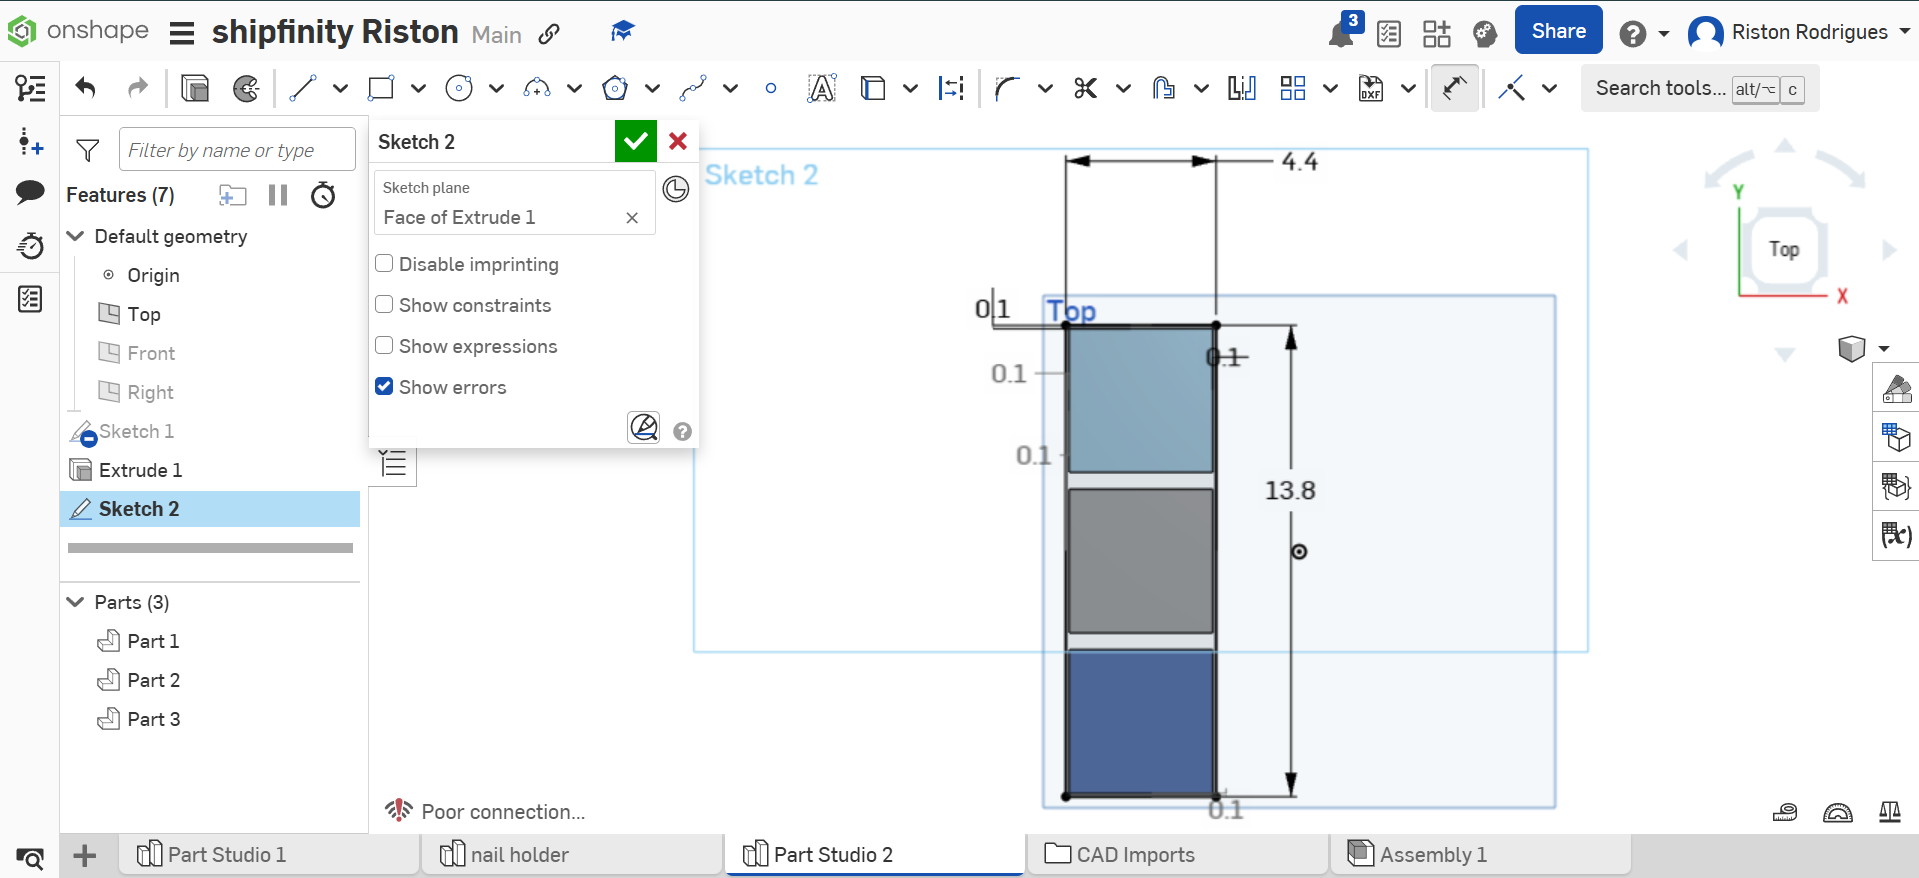 onshape shipfinity Riston Main 3 Share Riston Rodrigues
Search tools... alt/⌥ c
DXF
Filter by name or type
Features (7)
Default geometry
Origin
Top
Front
Right
Sketch 1
Extrude 1
Sketch 2
Parts (3)
Part 1
Part 2
Part 3
Sketch 2
Sketch plane
Face of Extrude 1
Disable imprinting
Show constraints
Show expressions
Show errors
Sketch 2
4.4
0.1
Top
0.1
0.1
0.1
13.8
0.1
Y
Top
X
(x)
Poor connection...
Part Studio 1
nail holder
Part Studio 2
CAD Imports
Assembly 1